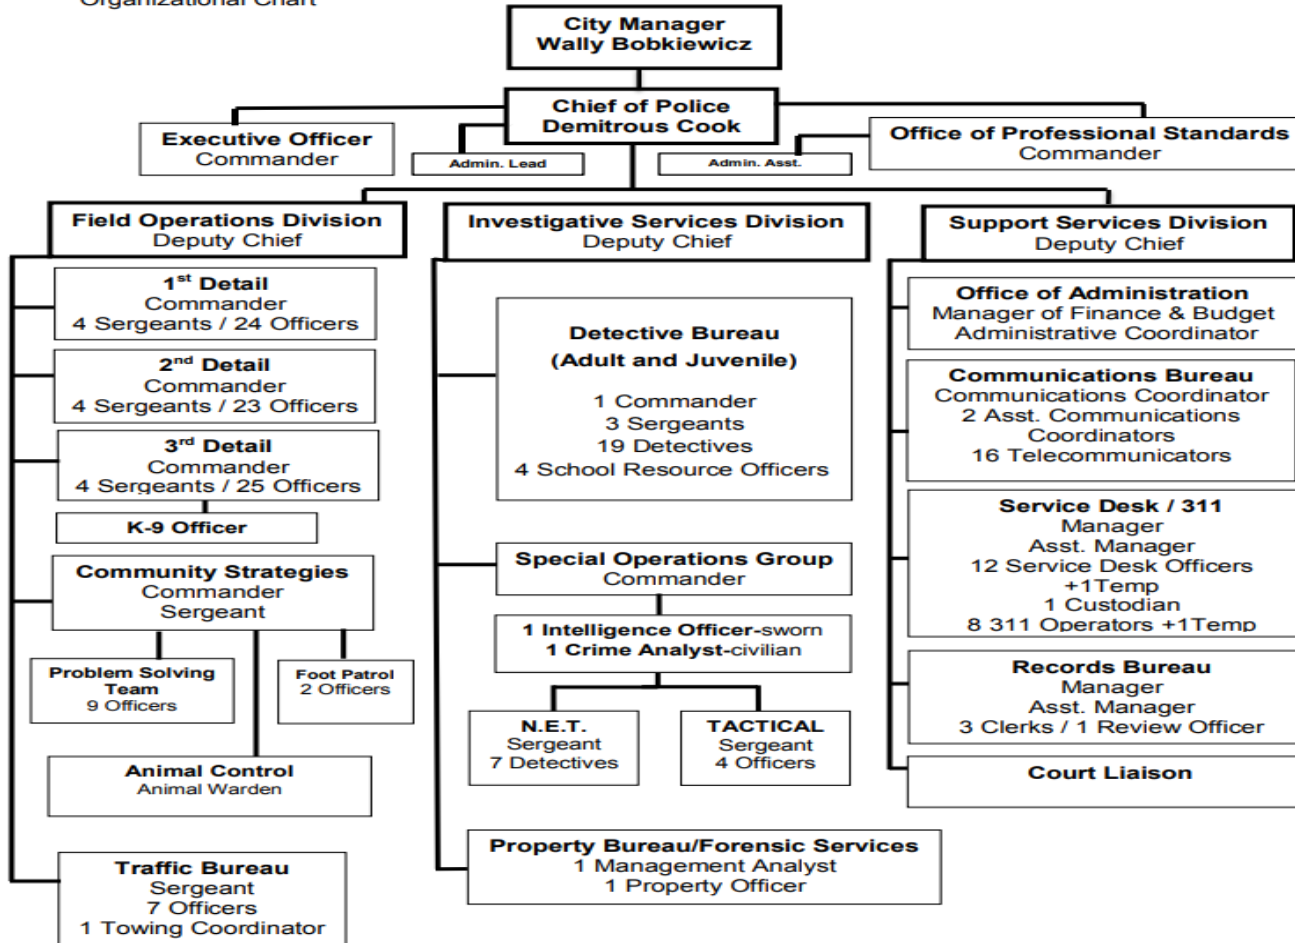 Organizational Chart
City Manager
Wally Bobkiewicz
Chief of Police
Demitrous Cook
Executive Officer
Commander
Admin. Lead
Admin. Asst.
Office of Professional Standards
Commander
Field Operations Division
Deputy Chief
1st Detail
Commander
4 Sergeants / 24 Officers
2nd Detail
Commander
4 Sergeants / 23 Officers
3rd Detail
Commander
4 Sergeants / 25 Officers
K-9 Officer
Community Strategies
Commander
Sergeant
Problem Solving
Team
9 Officers
Foot Patrol
2 Officers
Animal Control
Animal Warden
Traffic Bureau
Sergeant
7 Officers
1 Towing Coordinator
Investigative Services Division
Deputy Chief
Detective Bureau
(Adult and Juvenile)
1 Commander
3 Sergeants
19 Detectives
4 School Resource Officers
Special Operations Group
Commander
1 Intelligence Officer-sworn
1 Crime Analyst-civilian
N.E.T.
Sergeant
7 Detectives
TACTICAL
Sergeant
4 Officers
Property Bureau/Forensic Services
1 Management Analyst
1 Property Officer
Support Services Division
Deputy Chief
Office of Administration
Manager of Finance & Budget
Administrative Coordinator
Communications Bureau
Communications Coordinator
2 Asst. Communications
Coordinators
16 Telecommunicators
Service Desk / 311
Manager
Asst. Manager
12 Service Desk Officers
+1Temp
1 Custodian
8 311 Operators +1Temp
Records Bureau
Manager
Asst. Manager
3 Clerks / 1 Review Officer
Court Liaison